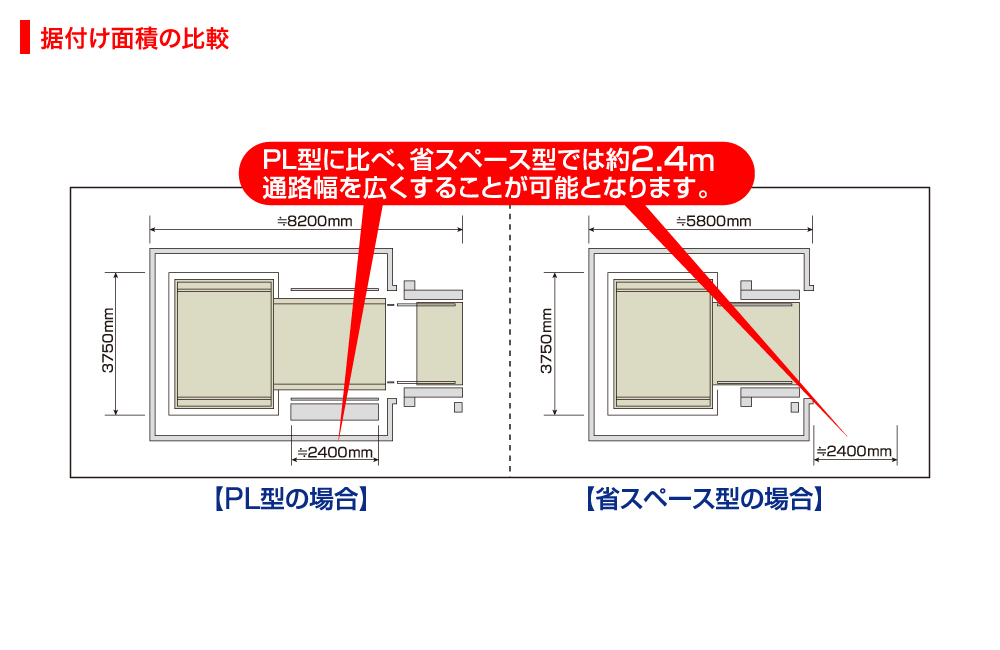 据付け面積の比較
PL型に比べ、省スペース型では約2.4m
通路幅を広くすることが可能となります。
≒8200mm
≒5800mm
3750mm
3750mm
≒2400mm
≒2400mm
【PL型の場合】
【省スペース型の場合】